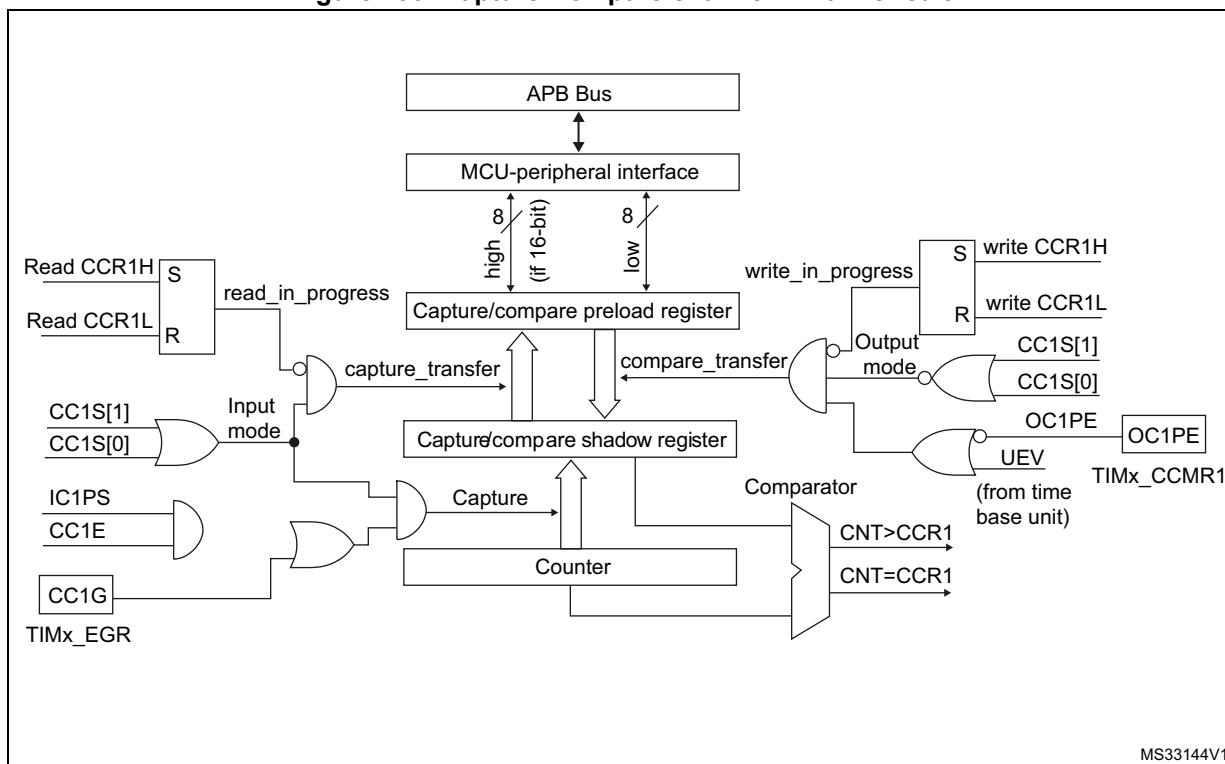 APB Bus
MCU-peripheral interface
8
8
high
(if 16-bit)
low
Read CCR1H
S
read_in_progress
Read CCR1L
R
write_in_progress
S
write CCR1H
R
write CCR1L
Capture/compare preload register
capture_transfer
compare_transfer
Output
mode
CC1S[1]
CC1S[0]
CC1S[1]
CC1S[0]
Input
mode
Capture/compare shadow register
OC1PE
OC1PE
UEV
TIMx_CCMR1
(from time
base unit)
IC1PS
CC1E
Capture
Comparator
CNT>CCR1
CNT=CCR1
Counter
CC1G
TIMx_EGR
MS33144V1